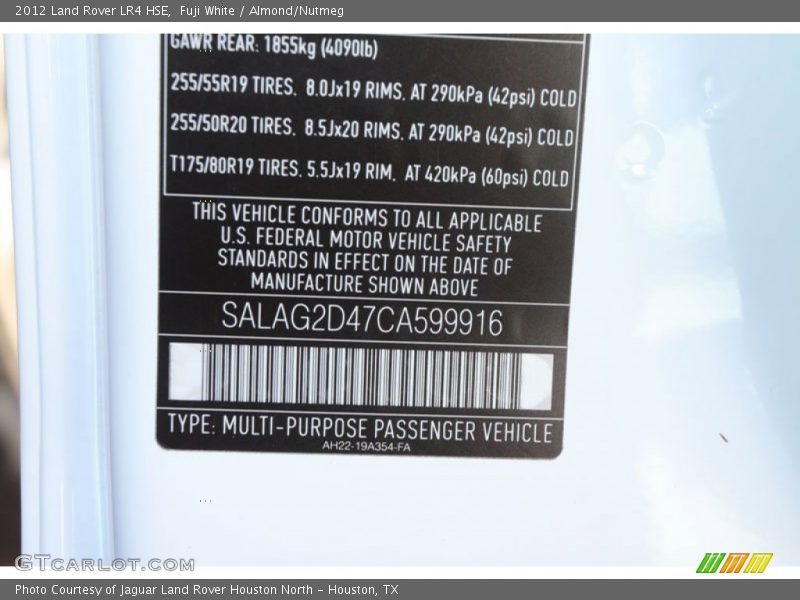 2012 Land Rover LR4 HSE,  Fuji White / Almond/Nutmeg
GAWR REAR: 1855kg (4090lb)
255/55R19 TIRES, 8.0Jx19 RIMS, AT 290kPa (42psi) COLD
255/50R20 TIRES, 8.5Jx20 RIMS, AT 290kPa (42psi) COLD
T175/80R19 TIRES, 5.5Jx19 RIM, AT 420kPa (60psi) COLD
THIS VEHICLE CONFORMS TO ALL APPLICABLE
U.S. FEDERAL MOTOR VEHICLE SAFETY
STANDARDS IN EFFECT ON THE DATE OF
MANUFACTURE SHOWN ABOVE
SALAG2D47CA599916
TYPE: MULTI-PURPOSE PASSENGER VEHICLE
AH22-19A354-FA
GTCARLOT.COM
Photo Courtesy of Jaguar Land Rover Houston North - Houston, TX